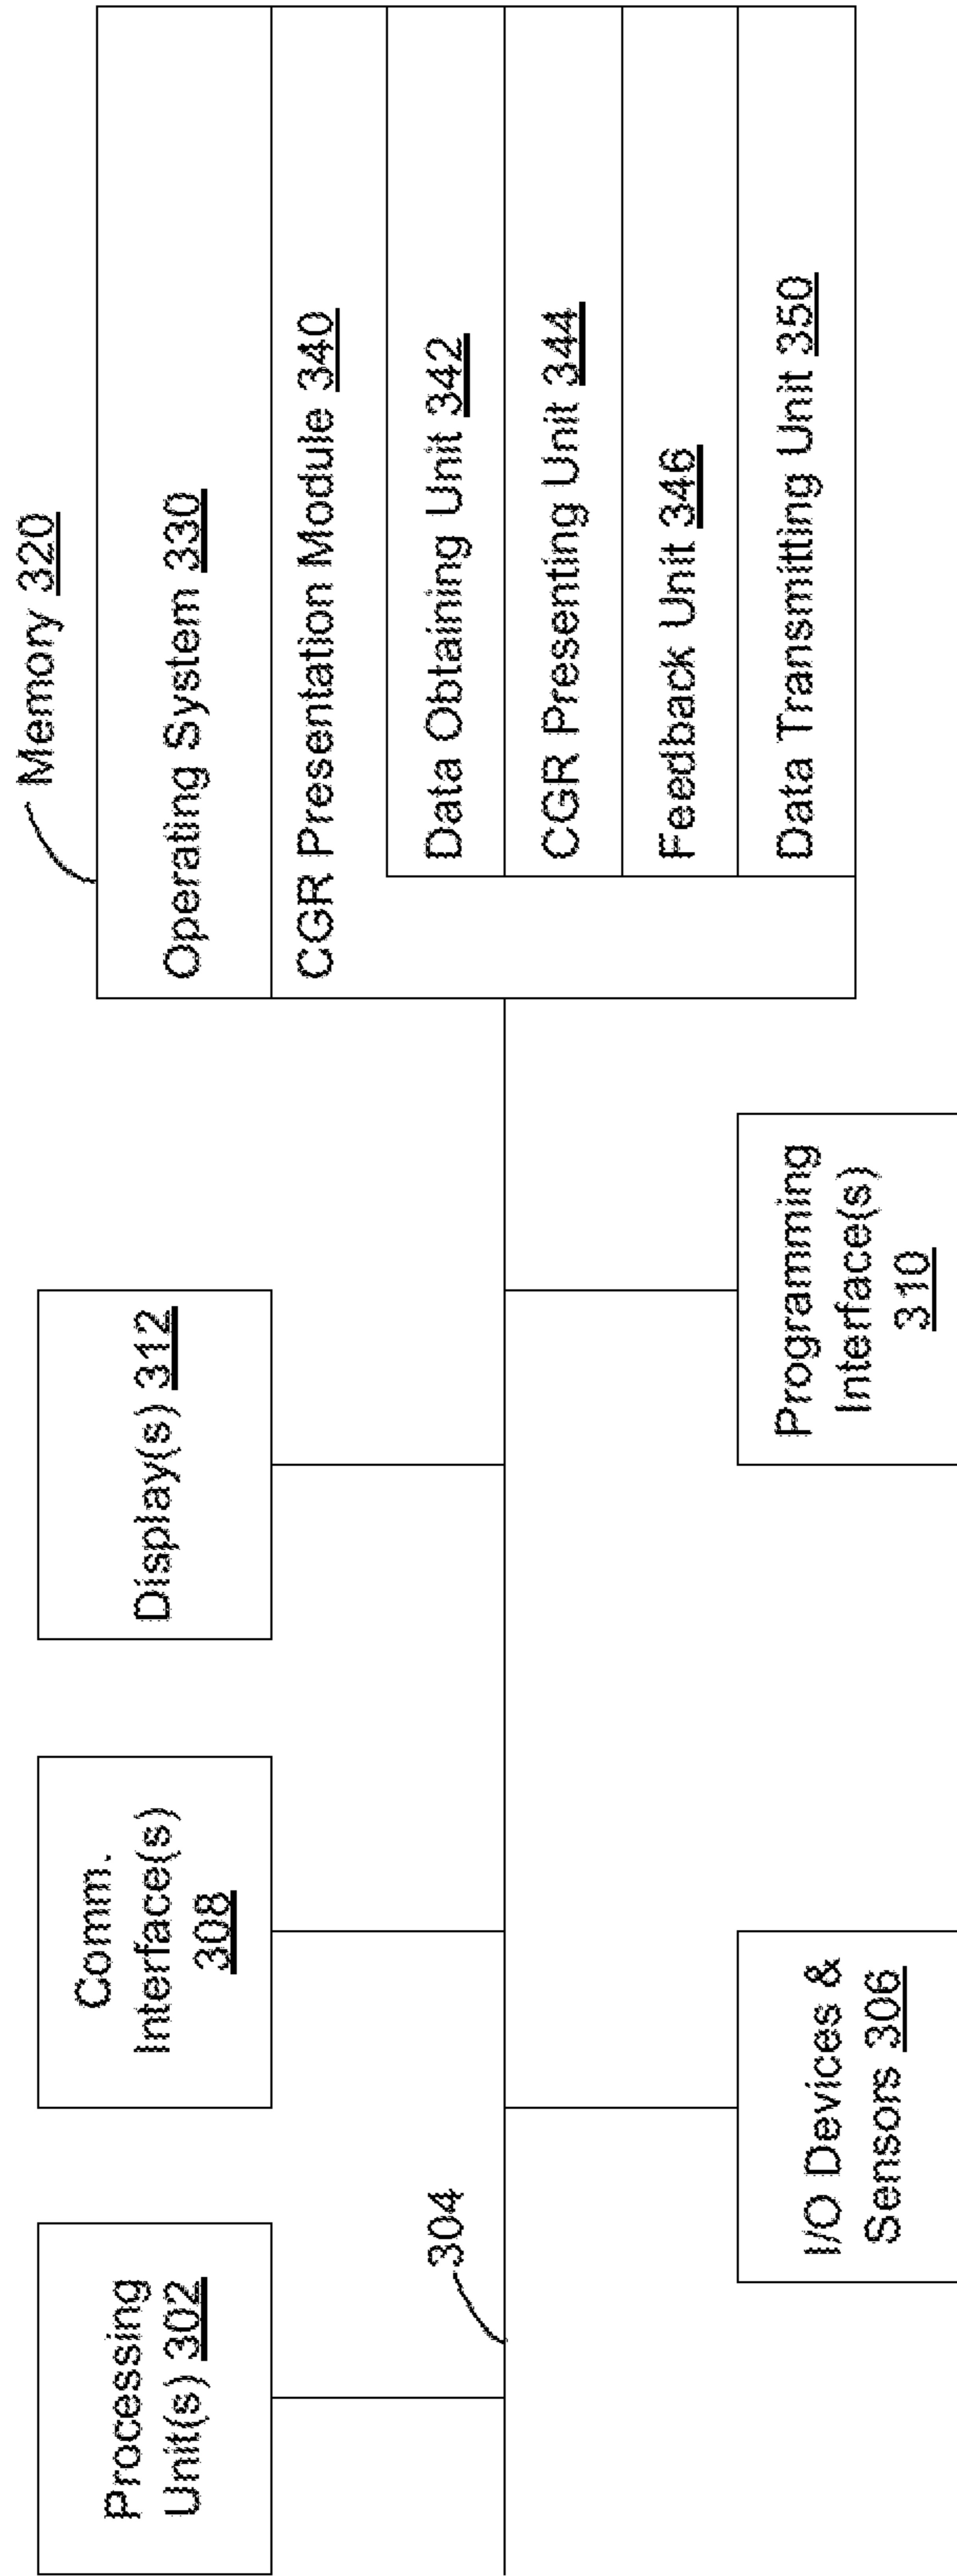 Processing
Unit(s) 302
Comm.
Interface(s)
308
Display(s) 312
Memory 320
Operating System 330
CGR Presentation Module 340
Data Obtaining Unit 342
CGR Presenting Unit 344
Feedback Unit 346
Data Transmitting Unit 350
304
I/O Devices &
Sensors 306
Programming
Interface(s)
310